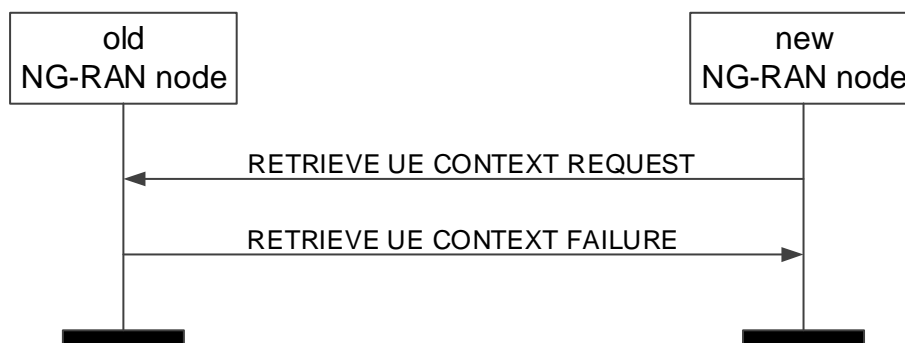 old
NG-RAN node
new
NG-RAN node
RETRIEVE UE CONTEXT REQUEST
RETRIEVE UE CONTEXT FAILURE